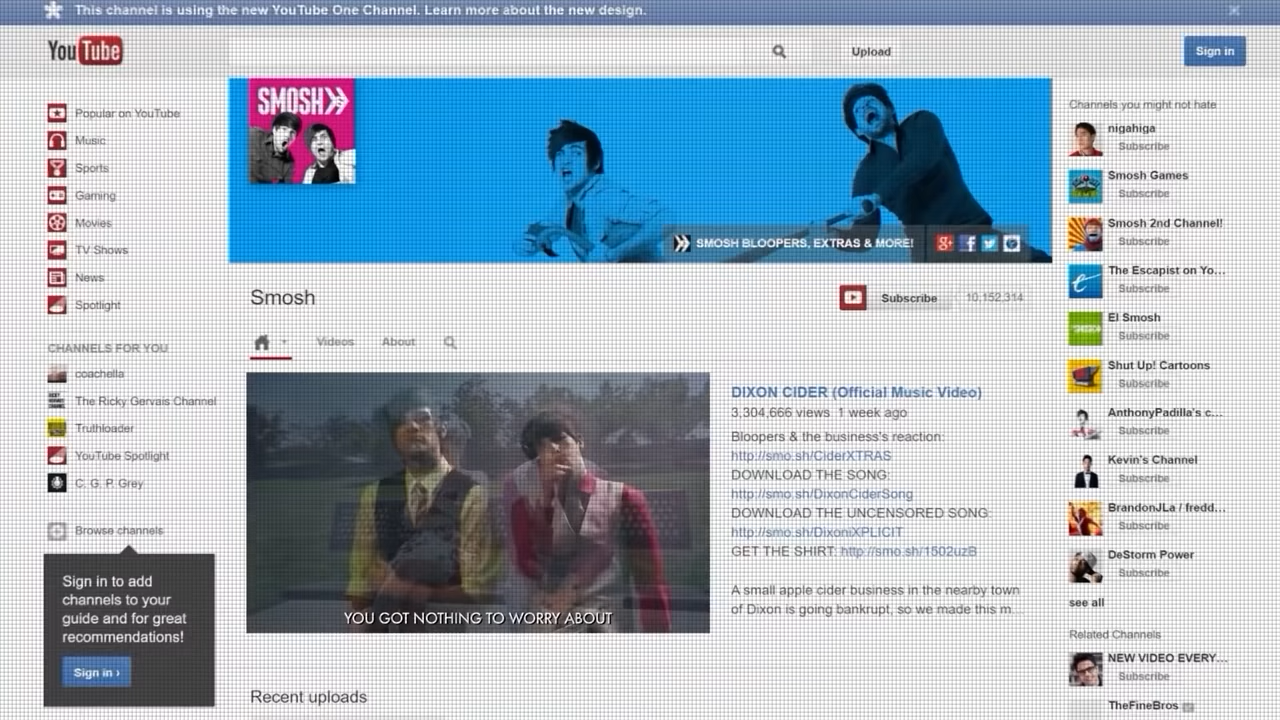 This channel is using the new YouTube One Channel. Learn more about the new design.
YouTube
Upload
Sign in
Popular on YouTube
Music
Sports
Gaming
Movies
TV Shows
News
Spotlight
CHANNELS FOR YOU
coachella
The Ricky Gervais Channel
Truthloader
YouTube Spotlight
C. G. P. Grey
Browse channels
Sign in to add
channels to your
guide and for great
recommendations!
Sign in ›
SMOSH
SMOSH BLOOPERS, EXTRAS & MORE!
Smosh
Subscribe
10,152,314
Videos
About
YOU GOT NOTHING TO WORRY ABOUT
DIXON CIDER (Official Music Video)
3,304,666 views 1 week ago
Bloopers & the business's reaction:
http://smo.sh/CiderXTRAS
DOWNLOAD THE SONG:
http://smo.sh/DixonCiderSong
DOWNLOAD THE UNCENSORED SONG:
http://smo.sh/DixoniXPLICIT
GET THE SHIRT: http://smo.sh/1502uzB
A small apple cider business in the nearby town
of Dixon is going bankrupt, so we made this m...
Recent uploads
Channels you might not hate
nigahiga
Subscribe
Smosh Games
Subscribe
Smosh 2nd Channel!
Subscribe
The Escapist on Yo...
Subscribe
El Smosh
Subscribe
Shut Up! Cartoons
Subscribe
AnthonyPadilla's c...
Subscribe
Kevin's Channel
Subscribe
BrandonJLa / fredd...
Subscribe
DeStorm Power
Subscribe
see all
Related Channels
NEW VIDEO EVERY...
Subscribe
TheFineBros